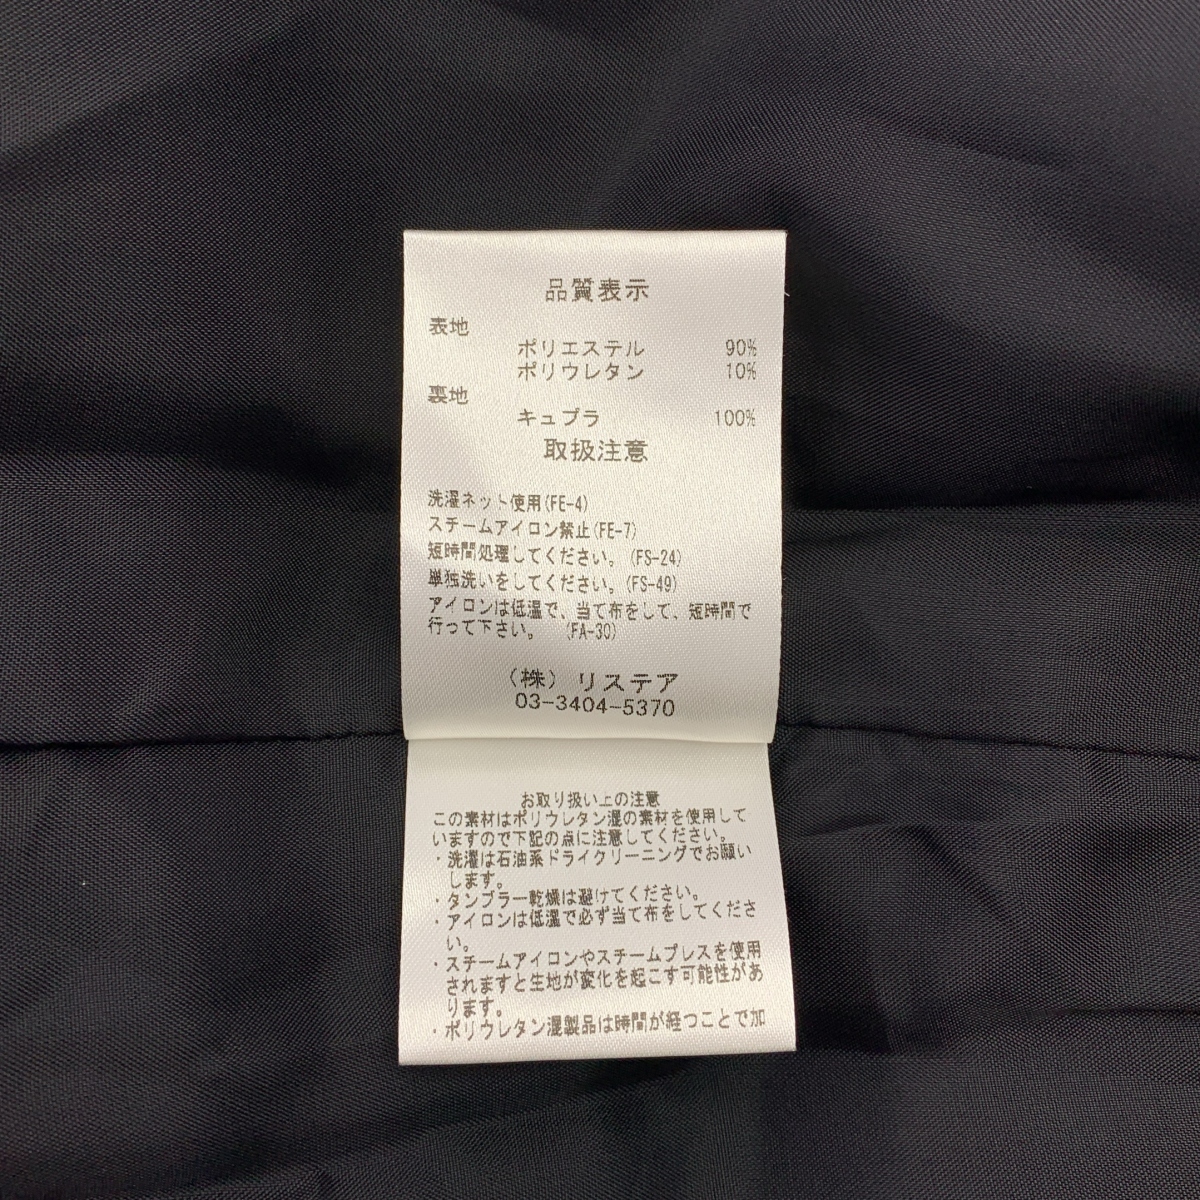 品質表示
表地
ポリエステル 90%
ポリウレタン 10%
裏地
キュプラ 100%
取扱注意
洗濯ネット使用(FE-4)
スチームアイロン禁止(FE-7)
短時間処理してください。(FS-24)
単独洗いをしてください。(FS-49)
アイロンは低温で、当て布をして、短時間で
行って下さい。 (FA-30)
(株) リステア
03-3404-5370
お取り扱い上の注意
この素材はポリウレタン湿の素材を使用して
いますので下記の点に注意してください。
・洗濯は石油系ドライクリーニングでお願い
します。
・タンブラー乾燥は避けてください。
・アイロンは低温で必ず当て布をしてくださ
い。
・スチームアイロンやスチームプレスを使用
されますと生地が変化を起こす可能性があ
ります。
・ポリウレタン湿製品は時間が経つことで加